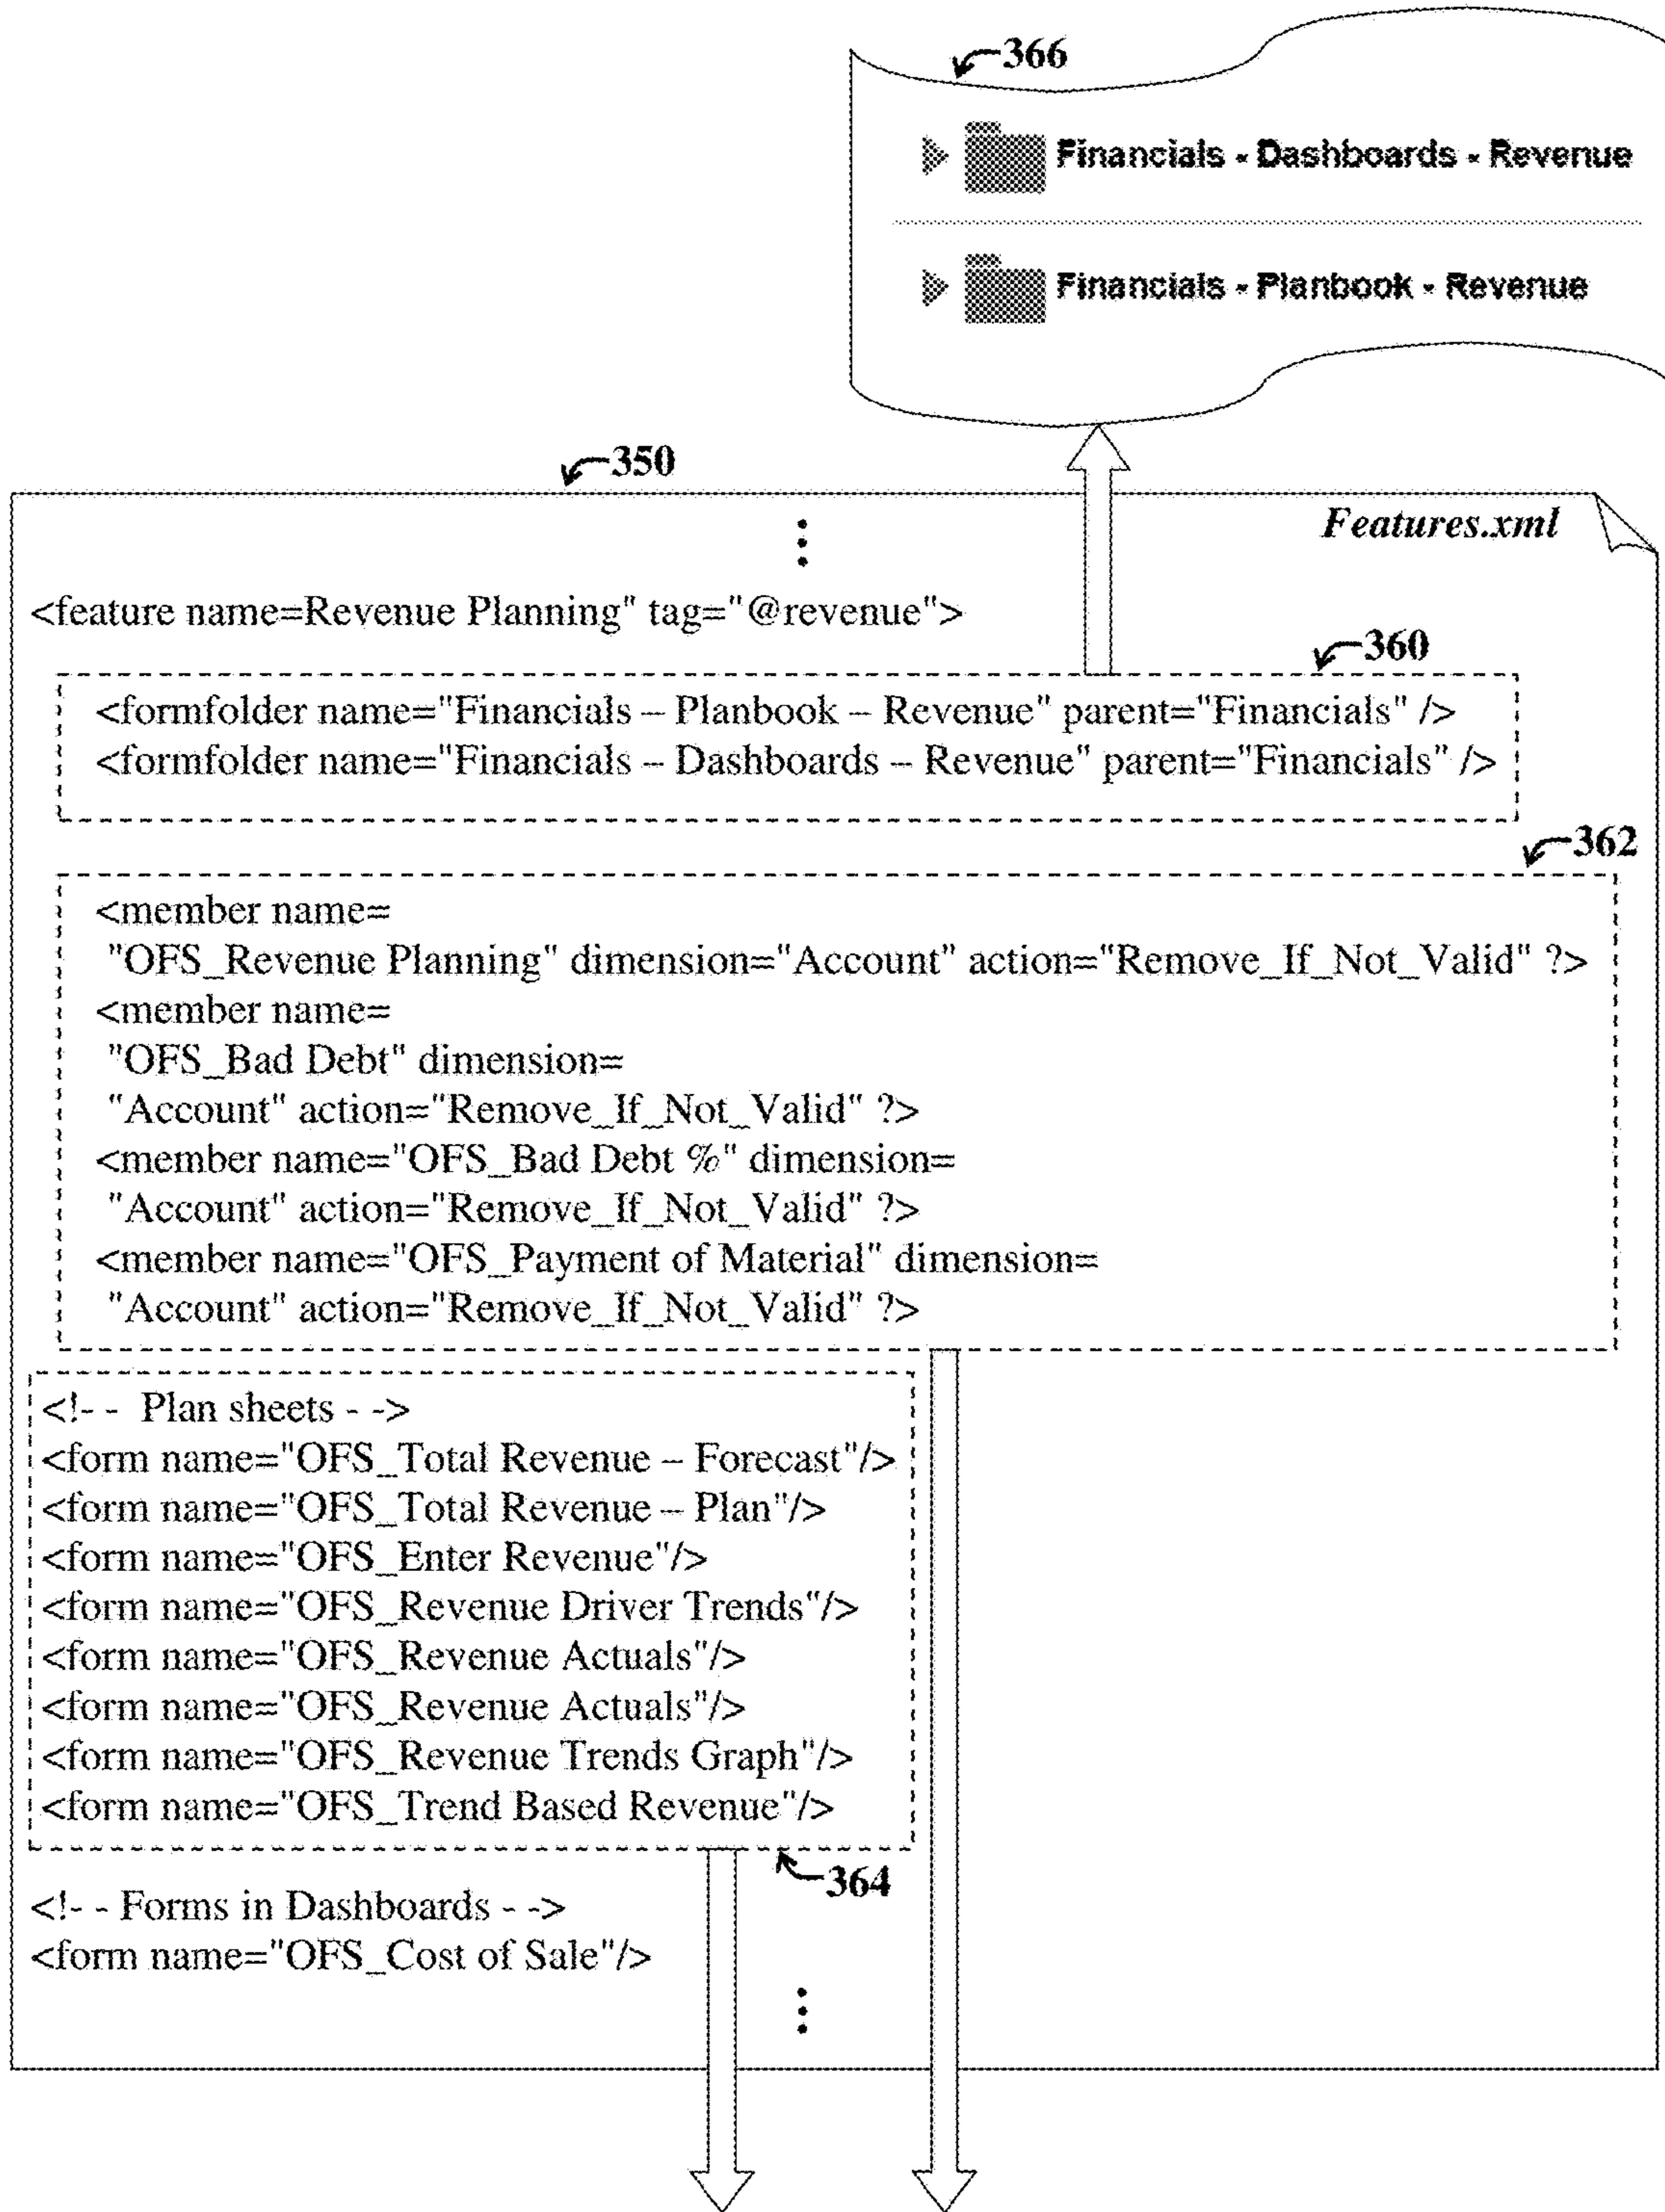 366
Financials - Dashboards - Revenue
Financials - Planbook - Revenue
350
Features.xml
<feature name=Revenue Planning" tag="@revenue">
360
<formfolder name="Financials – Planbook – Revenue" parent="Financials" />
<formfolder name="Financials – Dashboards – Revenue" parent="Financials" />
362
<member name=
"OFS_Revenue Planning" dimension="Account" action="Remove_If_Not_Valid" ?>
<member name=
"OFS_Bad Debt" dimension=
"Account" action="Remove_If_Not_Valid" ?>
<member name="OFS_Bad Debt %" dimension=
"Account" action="Remove_If_Not_Valid" ?>
<member name="OFS_Payment of Material" dimension=
"Account" action="Remove_If_Not_Valid" ?>
<!- - Plan sheets - ->
<form name="OFS_Total Revenue – Forecast"/>
<form name="OFS_Total Revenue – Plan"/>
<form name="OFS_Enter Revenue"/>
<form name="OFS_Revenue Driver Trends"/>
<form name="OFS_Revenue Actuals"/>
<form name="OFS_Revenue Actuals"/>
<form name="OFS_Revenue Trends Graph"/>
<form name="OFS_Trend Based Revenue"/>
364
<!- - Forms in Dashboards - ->
<form name="OFS_Cost of Sale"/>